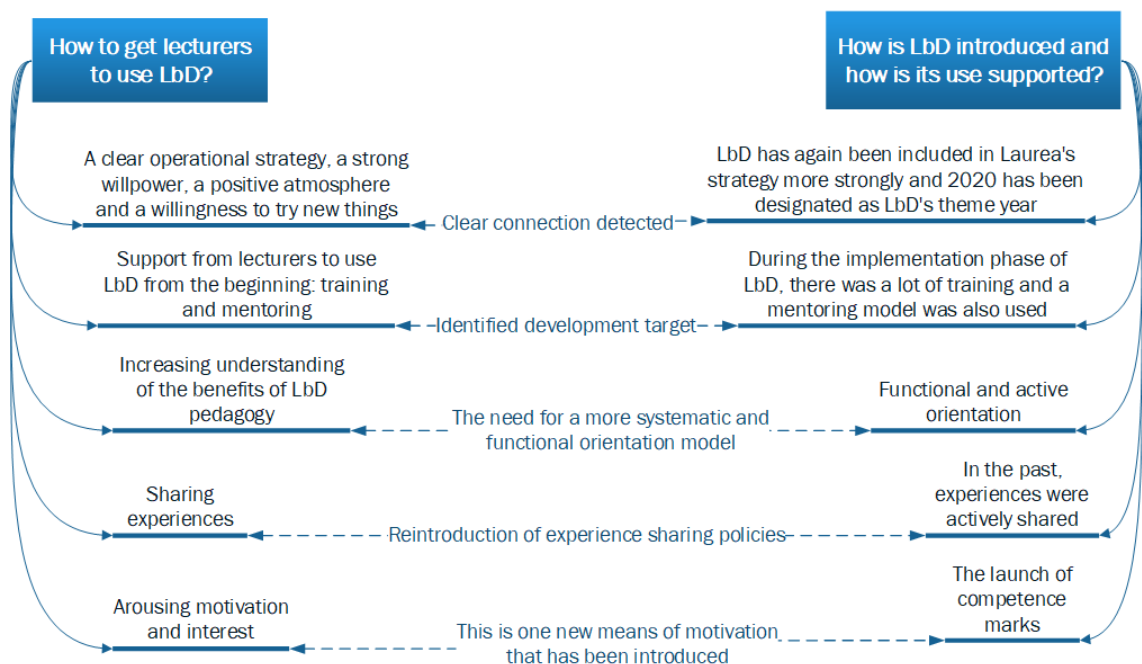 How to get lecturers
to use LbD?
How is LbD introduced and
how is its use supported?
A clear operational strategy, a strong
willpower, a positive atmosphere
and a willingness to try new things
Clear connection detected
LbD has again been included in Laurea's
strategy more strongly and 2020 has been
designated as LbD's theme year
Support from lecturers to use
LbD from the beginning: training
and mentoring
Identified development target
During the implementation phase of
LbD, there was a lot of training and a
mentoring model was also used
Increasing understanding
of the benefits of LbD
pedagogy
The need for a more systematic and
functional orientation model
Functional and active
orientation
Sharing
experiences
Reintroduction of experience sharing policies
In the past,
experiences were
actively shared
Arousing motivation
and interest
This is one new means of motivation
that has been introduced
The launch of
competence
marks